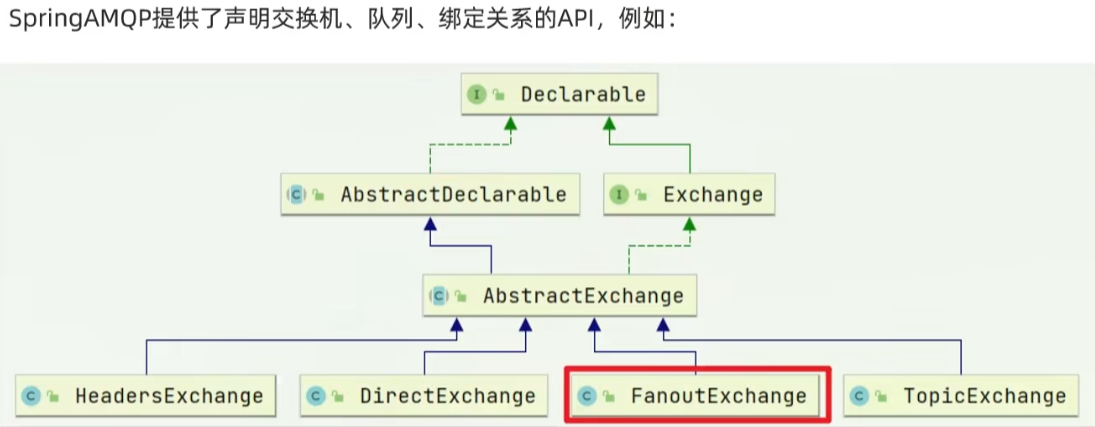 SpringAMQP提供了声明交换机、队列、绑定关系的API，例如：
I Declarable
C AbstractDeclarable I Exchange
C AbstractExchange
C HeadersExchange C DirectExchange C FanoutExchange C TopicExchange